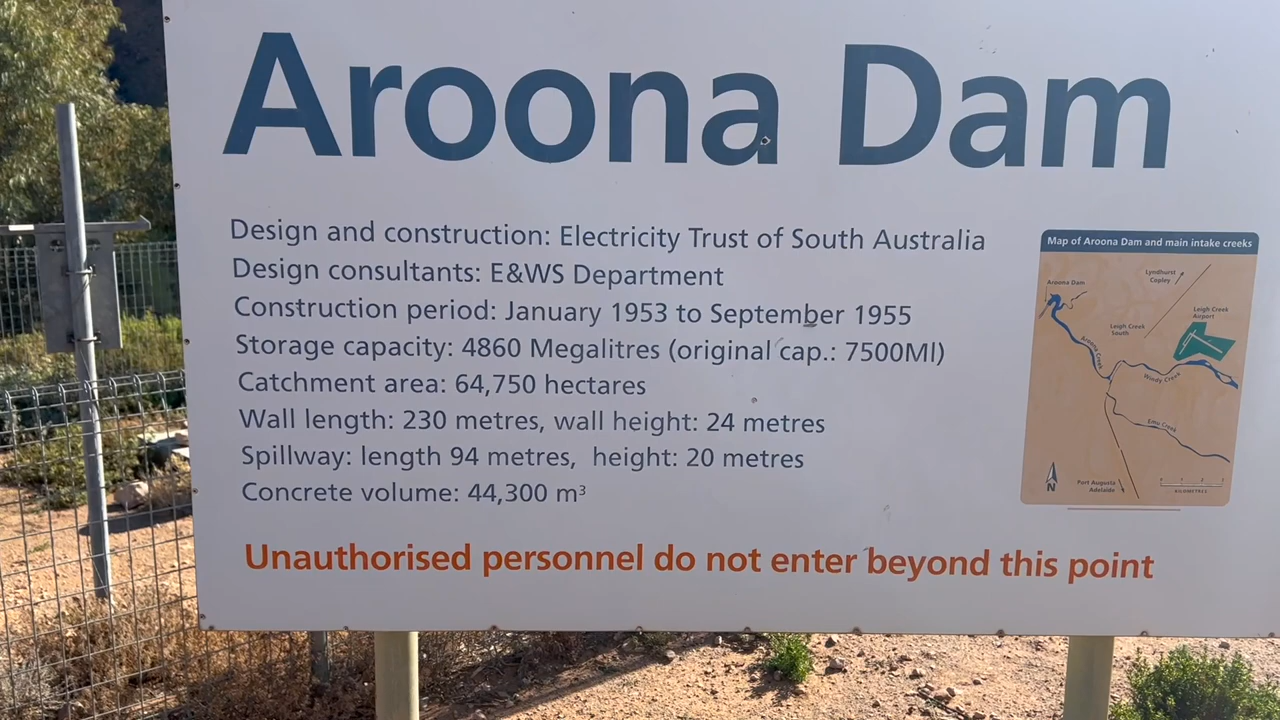 Aroona Dam
Design and construction: Electricity Trust of South Australia
Design consultants: E&WS Department
Construction period: January 1953 to September 1955
Storage capacity: 4860 Megalitres (original cap.: 7500Ml)
Catchment area: 64,750 hectares
Wall length: 230 metres, wall height: 24 metres
Spillway: length 94 metres, height: 20 metres
Concrete volume: 44,300 m³
Unauthorised personnel do not enter beyond this point
Map of Aroona Dam and main intake creeks
Lyndhurst
Copley
Aroona Dam
Leigh Creek
Airport
Leigh Creek
South
Aroona Creek
Windy Creek
Emu Creek
Port Augusta
Adelaide
N
KILOMETRES